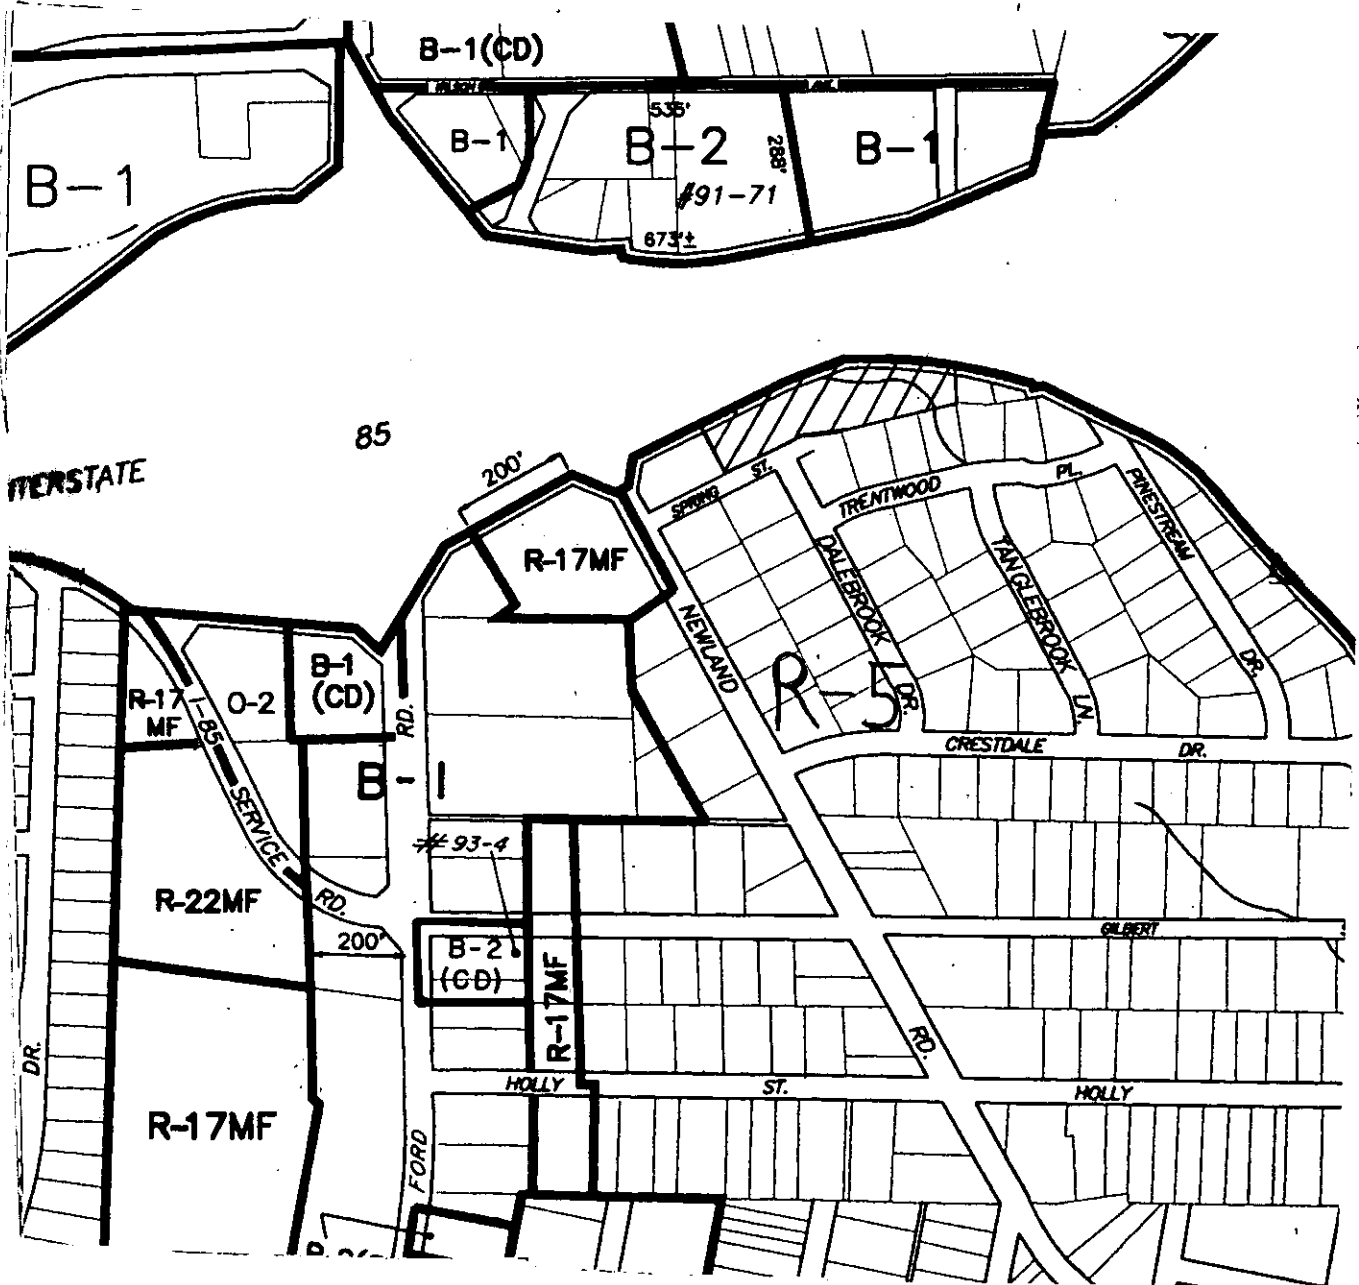 B-1(CD)
535'
B-1
B-2
288'
B-1
B-1
#91-71
673'±
85
200'
SPRING ST.
TRENTWOOD PL.
PINESTREAM DR.
R-17MF
DALEBROOK DR.
TANGLEBROOK LN.
NEWLAND RD.
R-5
B-1
(CD)
R-17
MF
O-2
I-85 SERVICE RD.
RD.
CRESTDALE DR.
B-1
#93-4
R-22MF
GILBERT
200'
B-2
(CD)
R-17MF
DR.
HOLLY ST. HOLLY
R-17MF
FORD